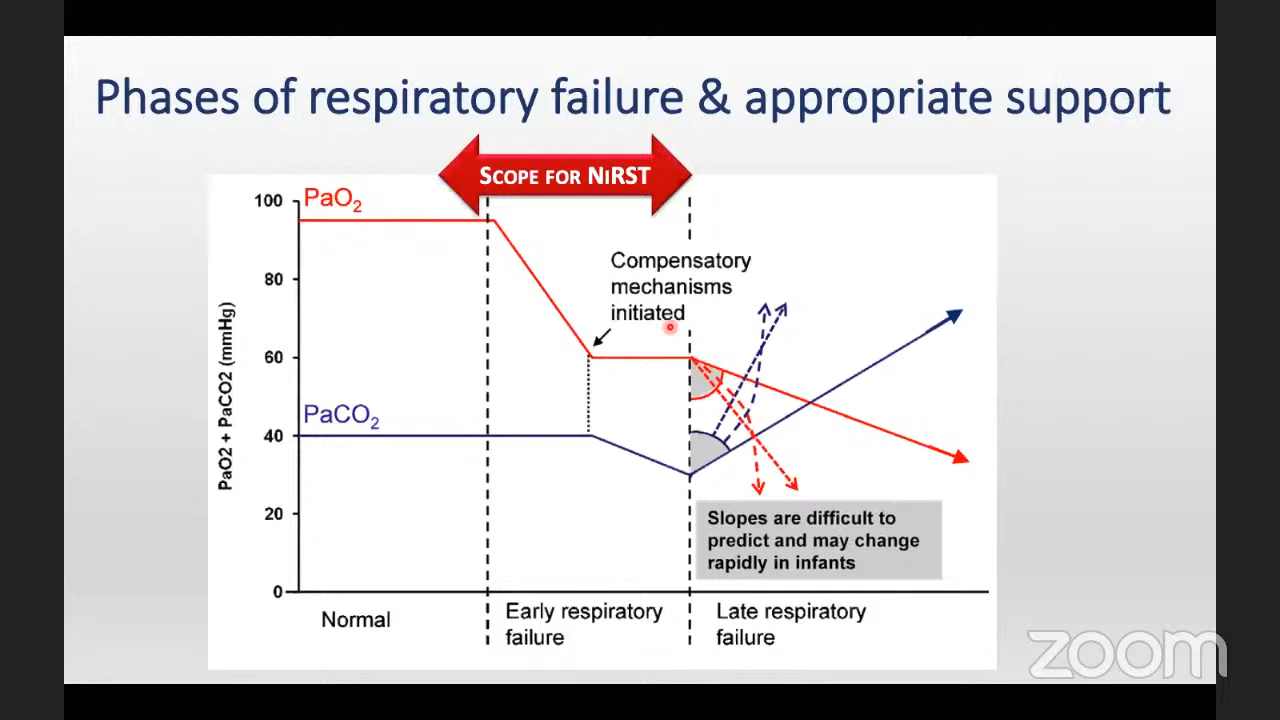 Phases of respiratory failure & appropriate support
SCOPE FOR NIRST
100
80
60
40
20
0
PaO2 + PaCO2 (mmHg)
PaO2
PaCO2
Compensatory
mechanisms
initiated
Slopes are difficult to
predict and may change
rapidly in infants
Normal
Early respiratory
failure
Late respiratory
failure
zoom